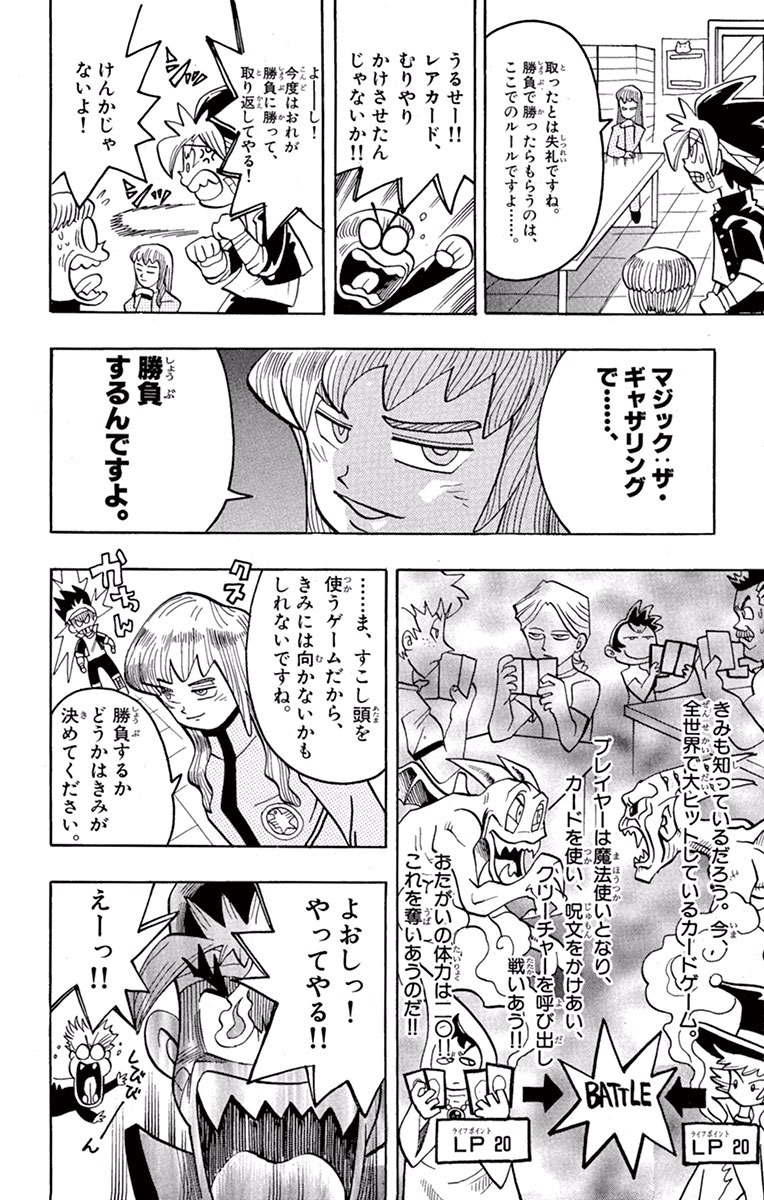 取ったとは失礼ですね。
勝負で勝ったらもらうのは、
ここでのルールですよ……。
うるせー!!
レアカード、
むりやり
かけさせたん
じゃないか!!
よーーし!
今度はおれが
勝負に勝って、
取り返してやる!
けんかじゃ
ないよ!
マジック:ザ・
ギャザリング
で……、
勝負
するんですよ。
きみも知っているだろう。今、
全世界で大ヒットしているカードゲーム。
プレイヤーは魔法使いとなり、
カードを使い、呪文をかけあい、
クリーチャーを呼び出し
戦いあう!!
おたがいの体力は二〇!!
これを奪いあうのだ!!
BATTLE
ライフポイント
LP 20
ライフポイント
LP 20
クス
……ま、すこし頭を
使うゲームだから、
きみには向かないかも
しれないですね。
かちーん
勝負するか
どうかはきみが
決めてください。
よおしっ!
やってやる!!
えーっ!!
しびびびん